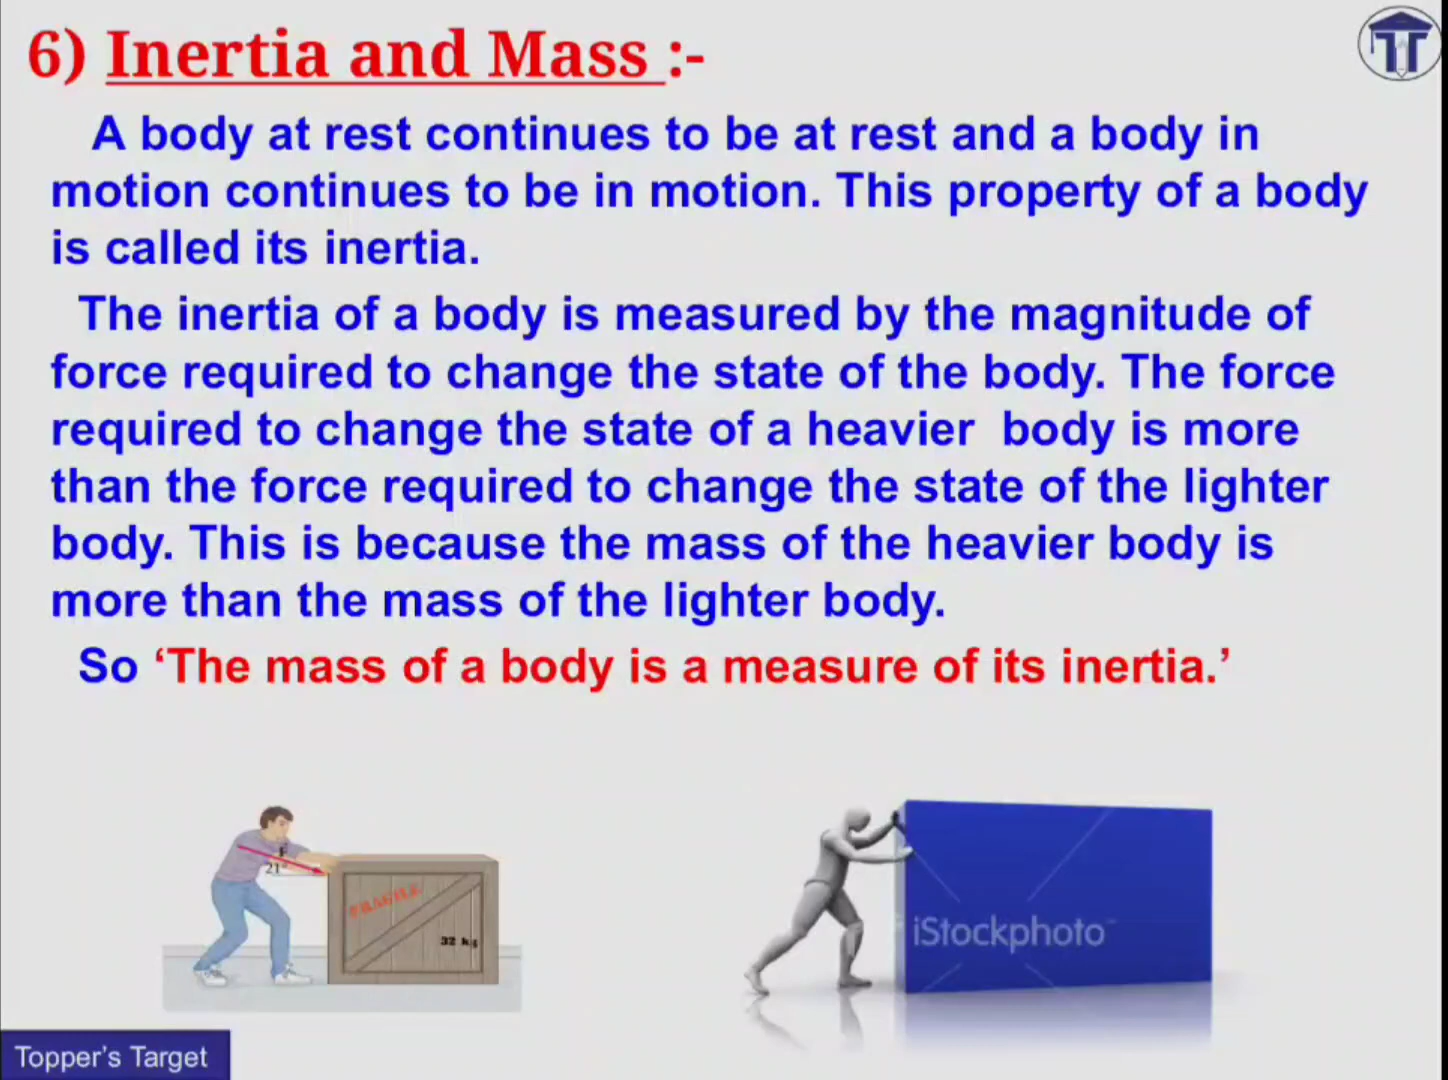 6) Inertia and Mass :-
A body at rest continues to be at rest and a body in
motion continues to be in motion. This property of a body
is called its inertia.
The inertia of a body is measured by the magnitude of
force required to change the state of the body. The force
required to change the state of a heavier body is more
than the force required to change the state of the lighter
body. This is because the mass of the heavier body is
more than the mass of the lighter body.
So ‘The mass of a body is a measure of its inertia.’
F
21°
FRAGILE
32 kg
iStockphoto™
Topper’s Target